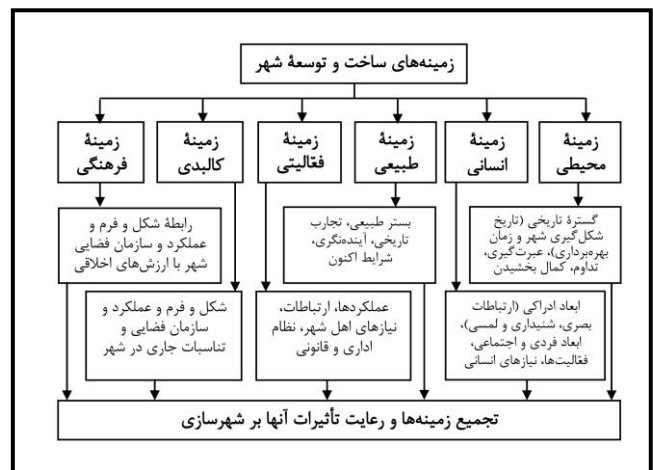 زمینه‌های ساخت و توسعهٔ شهر
زمینهٔ
محیطی
زمینهٔ
انسانی
زمینهٔ
طبیعی
زمینهٔ
فعّالیتی
زمینهٔ
کالبدی
زمینهٔ
فرهنگی
گسترهٔ تاریخی (تاریخ
شکل‌گیری شهر و زمان
بهره‌برداری)، عبرت‌گیری،
تداوم، کمال بخشیدن
بستر طبیعی، تجارب
تاریخی، آینده‌نگری،
شرایط اکنون
رابطهٔ شکل و فرم و
عملکرد و سازمان فضایی
شهر با ارزش‌های اخلاقی
ابعاد ادراکی (ارتباطات
بصری، شنیداری و لمسی)،
ابعاد فردی و اجتماعی،
فعّالیت‌ها، نیازهای انسانی
عملکردها، ارتباطات،
نیازهای اهل شهر، نظام
اداری و قانونی
شکل و فرم و عملکرد و
سازمان فضایی و
تناسبات جاری در شهر
تجمیع زمینه‌ها و رعایت تأثیرات آنها بر شهرسازی